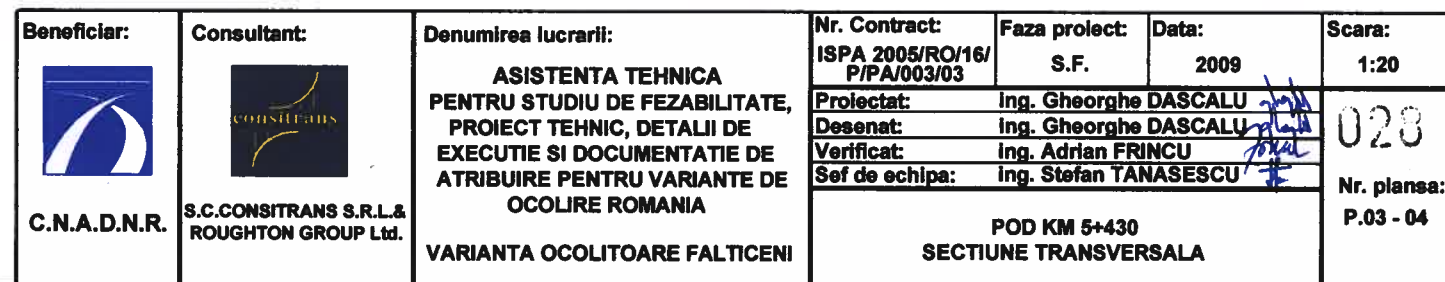 Beneficiar:
C.N.A.D.N.R.
Consultant:
consitrans
S.C.CONSITRANS S.R.L.&
ROUGHTON GROUP Ltd.
Denumirea lucrarii:
ASISTENTA TEHNICA
PENTRU STUDIU DE FEZABILITATE,
PROIECT TEHNIC, DETALII DE
EXECUTIE SI DOCUMENTATIE DE
ATRIBUIRE PENTRU VARIANTE DE
OCOLIRE ROMANIA
VARIANTA OCOLITOARE FALTICENI
Nr. Contract:
ISPA 2005/RO/16/
P/PA/003/03
Faza proiect:
S.F.
Data:
2009
Proiectat: ing. Gheorghe DASCALU
Desenat: ing. Gheorghe DASCALU
Verificat: ing. Adrian FRINCU
Sef de echipa: ing. Stefan TANASESCU
POD KM 5+430
SECTIUNE TRANSVERSALA
Scara:
1:20
028
Nr. plansa:
P.03 - 04